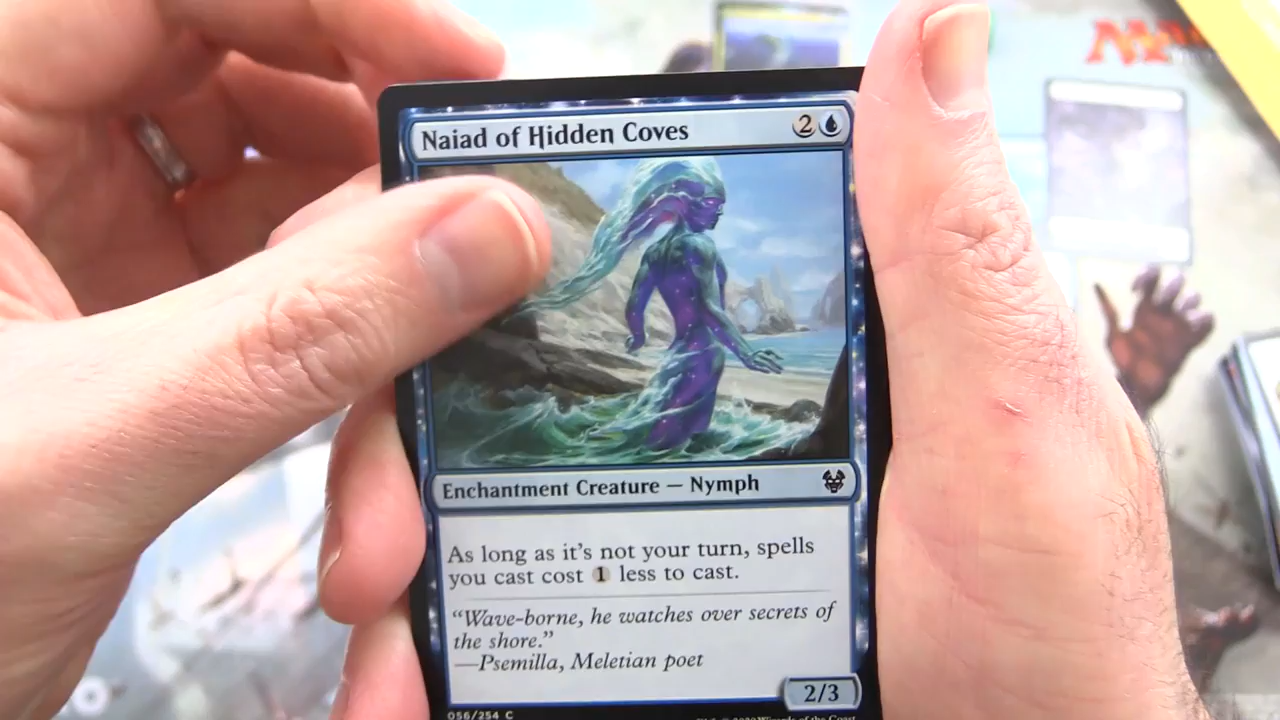 Naiad of Hidden Coves 2
Enchantment Creature — Nymph
As long as it's not your turn, spells
you cast cost 1 less to cast.
“Wave-borne, he watches over secrets of
the shore.”
—Psemilla, Meletian poet
2/3
056/254 C